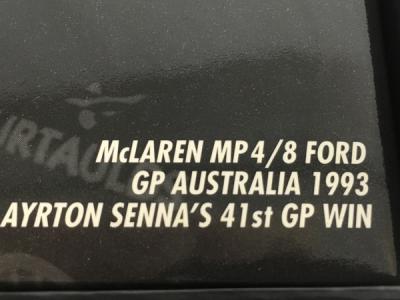 McLAREN MP4/8 FORD
GP AUSTRALIA 1993
AYRTON SENNA'S 41st GP WIN